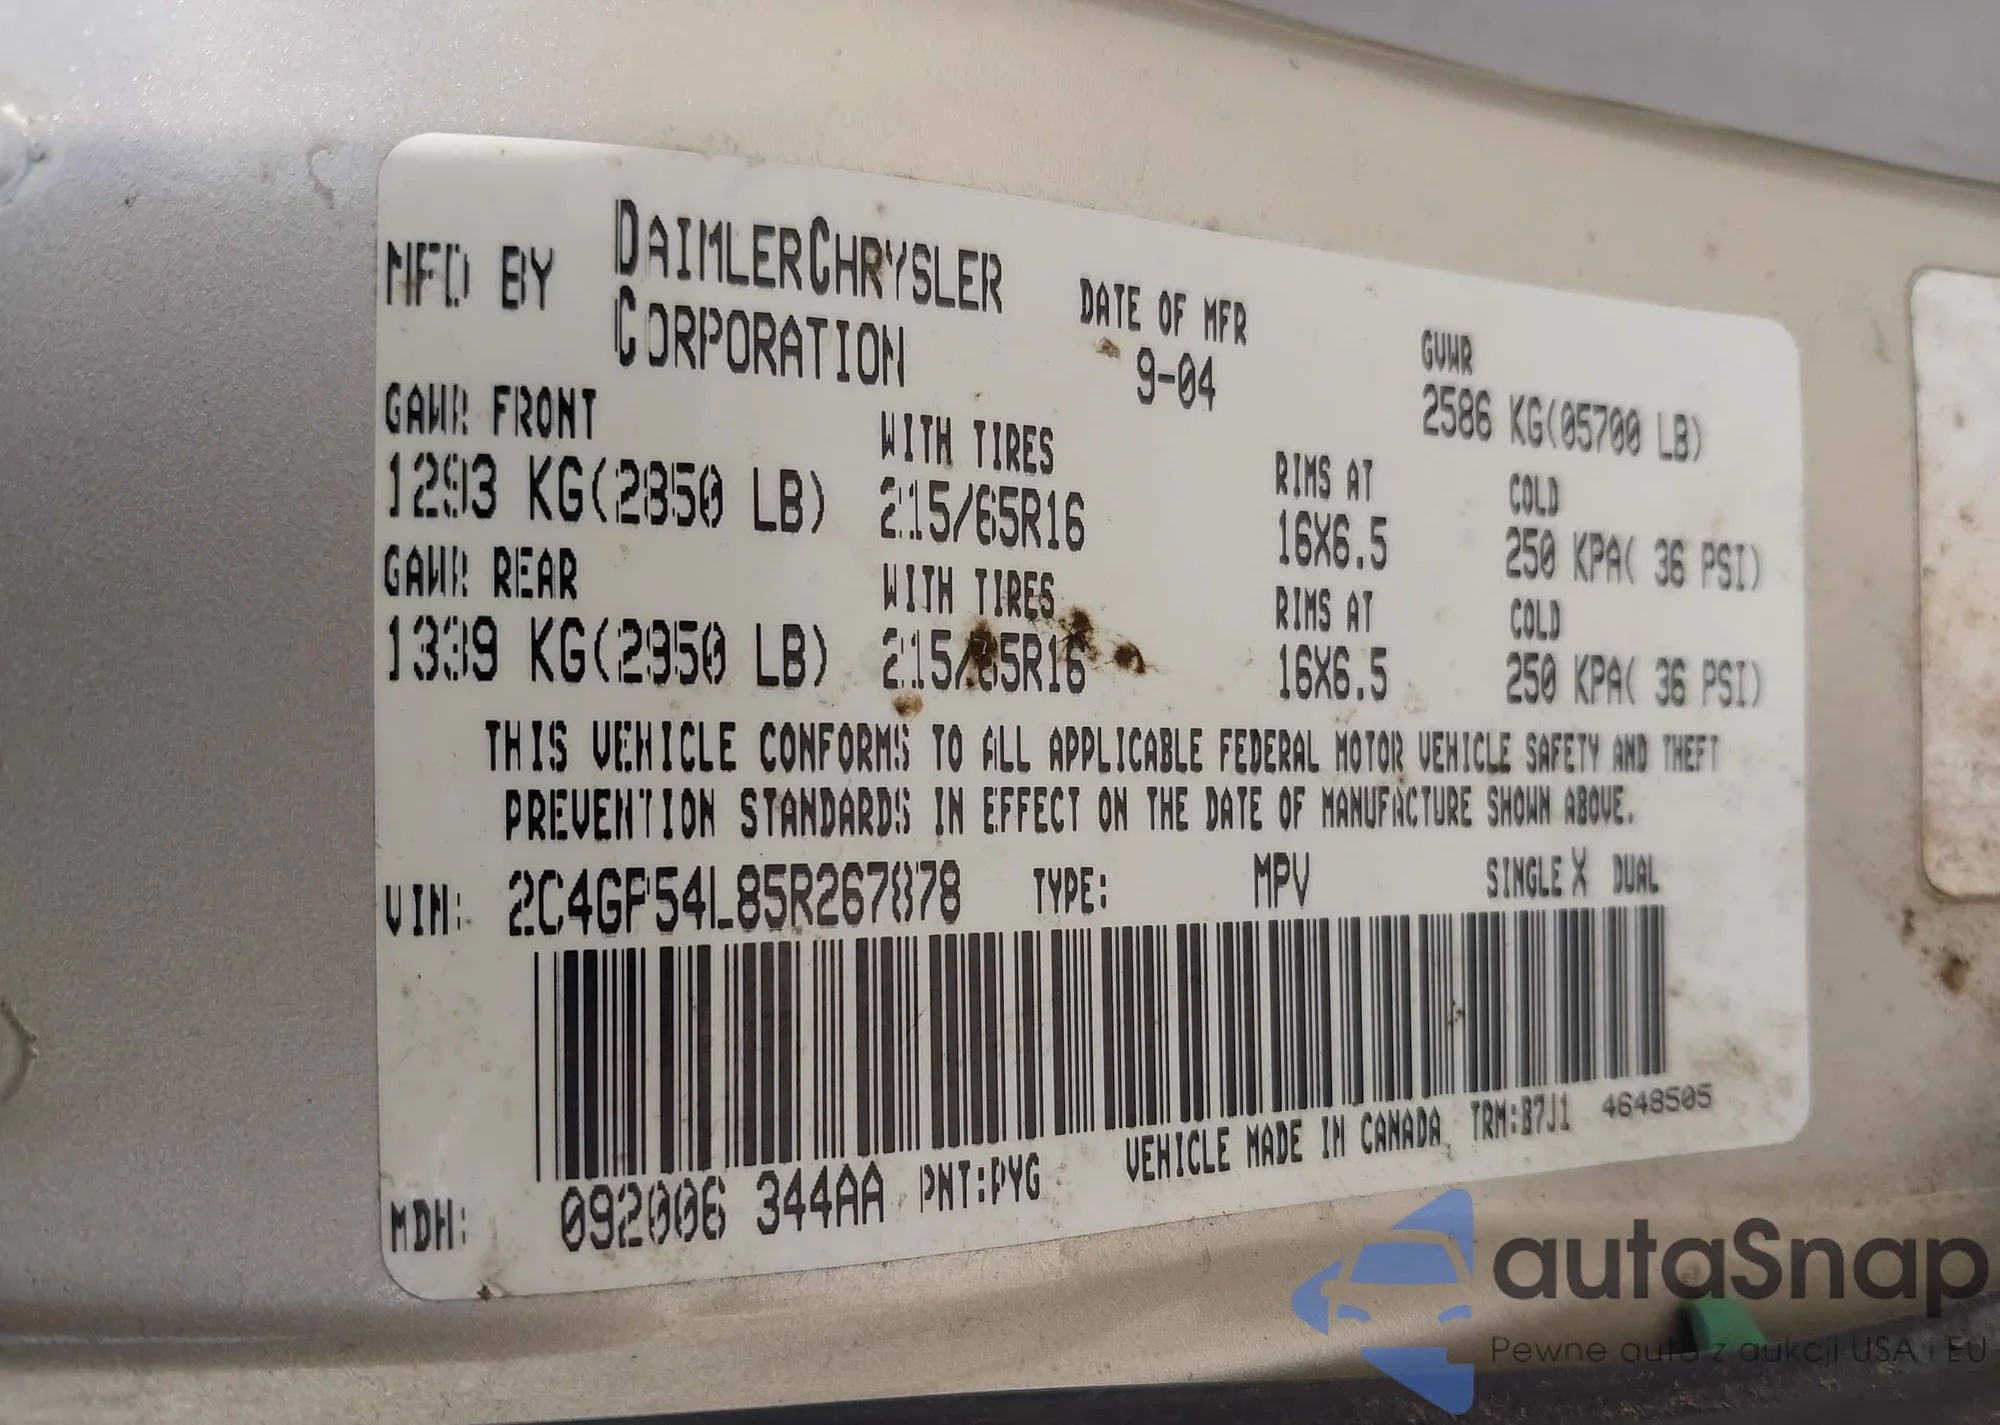 MFD BY DAIMLERCHRYSLER CORPORATION
DATE OF MFR 9-04
GVWR 2586 KG(05700 LB)
GAWR FRONT WITH TIRES RIMS AT COLD
1293 KG(2850 LB) 215/65R16 16X6.5 250 KPA( 36 PSI)
GAWR REAR WITH TIRES RIMS AT COLD
1339 KG(2950 LB) 215/65R16 16X6.5 250 KPA( 36 PSI)
THIS VEHICLE CONFORMS TO ALL APPLICABLE FEDERAL MOTOR VEHICLE SAFETY AND THEFT
PREVENTION STANDARDS IN EFFECT ON THE DATE OF MANUFACTURE SHOWN ABOVE.
VIN: 2C4GP54L85R267878 TYPE: MPV SINGLE X DUAL
MDH: 092006 344AA PNT:PYG VEHICLE MADE IN CANADA TRM:B7J1 4648505
autaSnap
Pewne auta z aukcji USA i EU